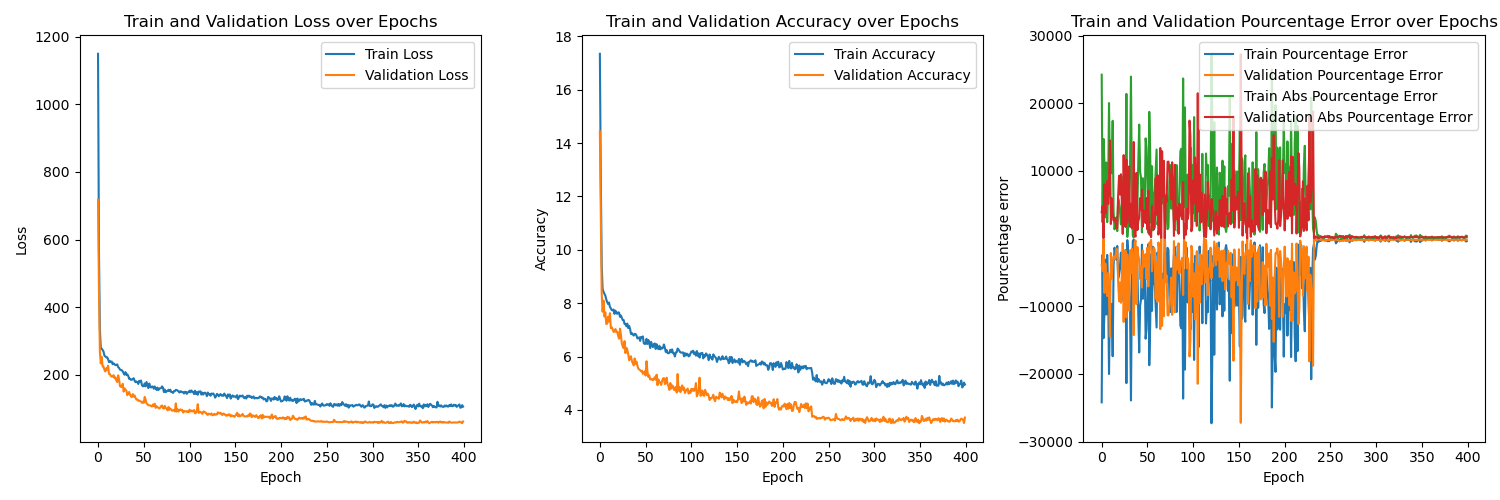 Train and Validation Loss over Epochs
1200
1000
800
600
400
200
0 50 100 150 200 250 300 350 400
Loss
Epoch
Train Loss
Validation Loss
Train and Validation Accuracy over Epochs
18
16
14
12
10
8
6
4
0 50 100 150 200 250 300 350 400
Accuracy
Epoch
Train Accuracy
Validation Accuracy
Train and Validation Pourcentage Error over Epochs
30000
20000
10000
0
−10000
−20000
−30000
0 50 100 150 200 250 300 350 400
Pourcentage error
Epoch
Train Pourcentage Error
Validation Pourcentage Error
Train Abs Pourcentage Error
Validation Abs Pourcentage Error